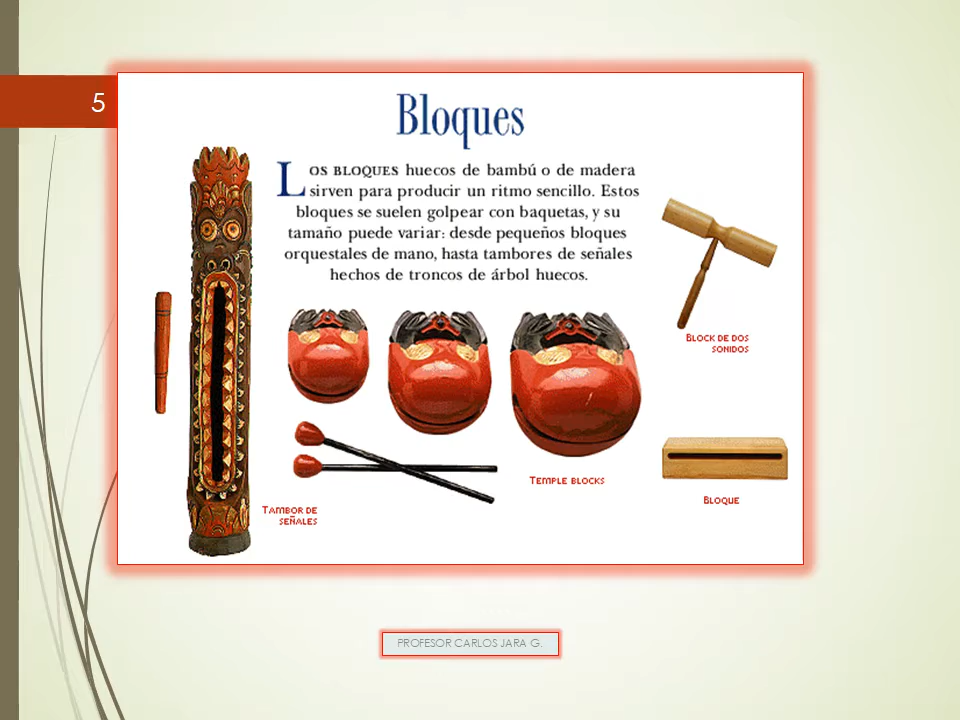 5
Bloques
LOS BLOQUES huecos de bambú o de madera
sirven para producir un ritmo sencillo. Estos
bloques se suelen golpear con baquetas, y su
tamaño puede variar: desde pequeños bloques
orquestales de mano, hasta tambores de señales
hechos de troncos de árbol huecos.
BLOCK DE DOS
SONIDOS
TEMPLE BLOCKS
BLOQUE
TAMBOR DE
SEÑALES
PROFESOR CARLOS JARA G.